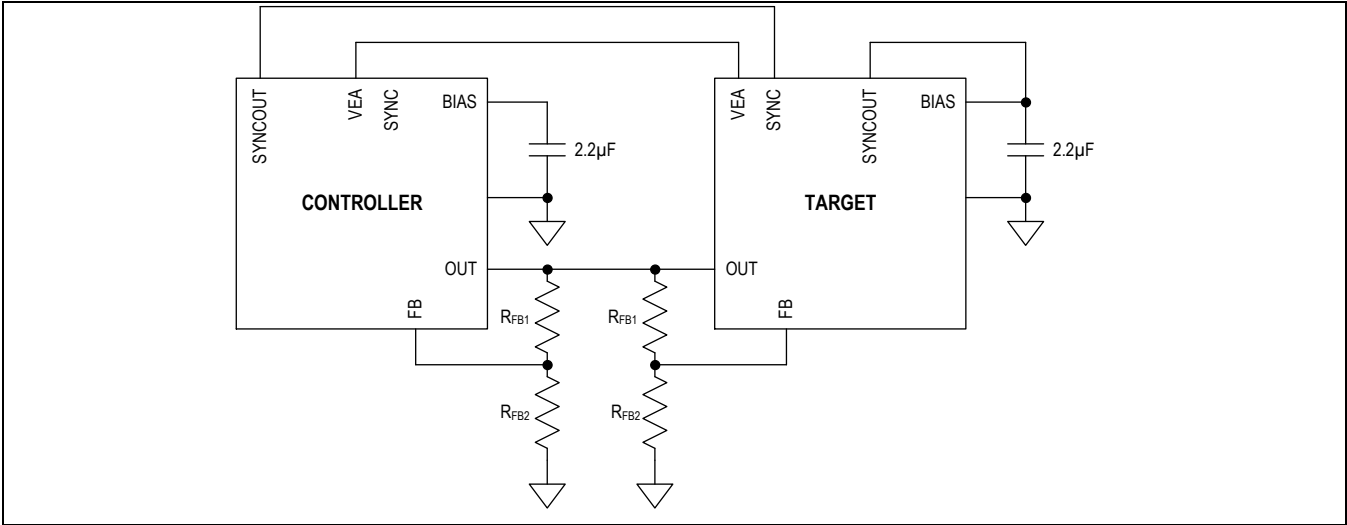 SYNCOUT
VEA
SYNC
BIAS
2.2µF
CONTROLLER
OUT
FB
RFB1
RFB2
VEA
SYNC
SYNCOUT
BIAS
2.2µF
TARGET
OUT
FB
RFB1
RFB2